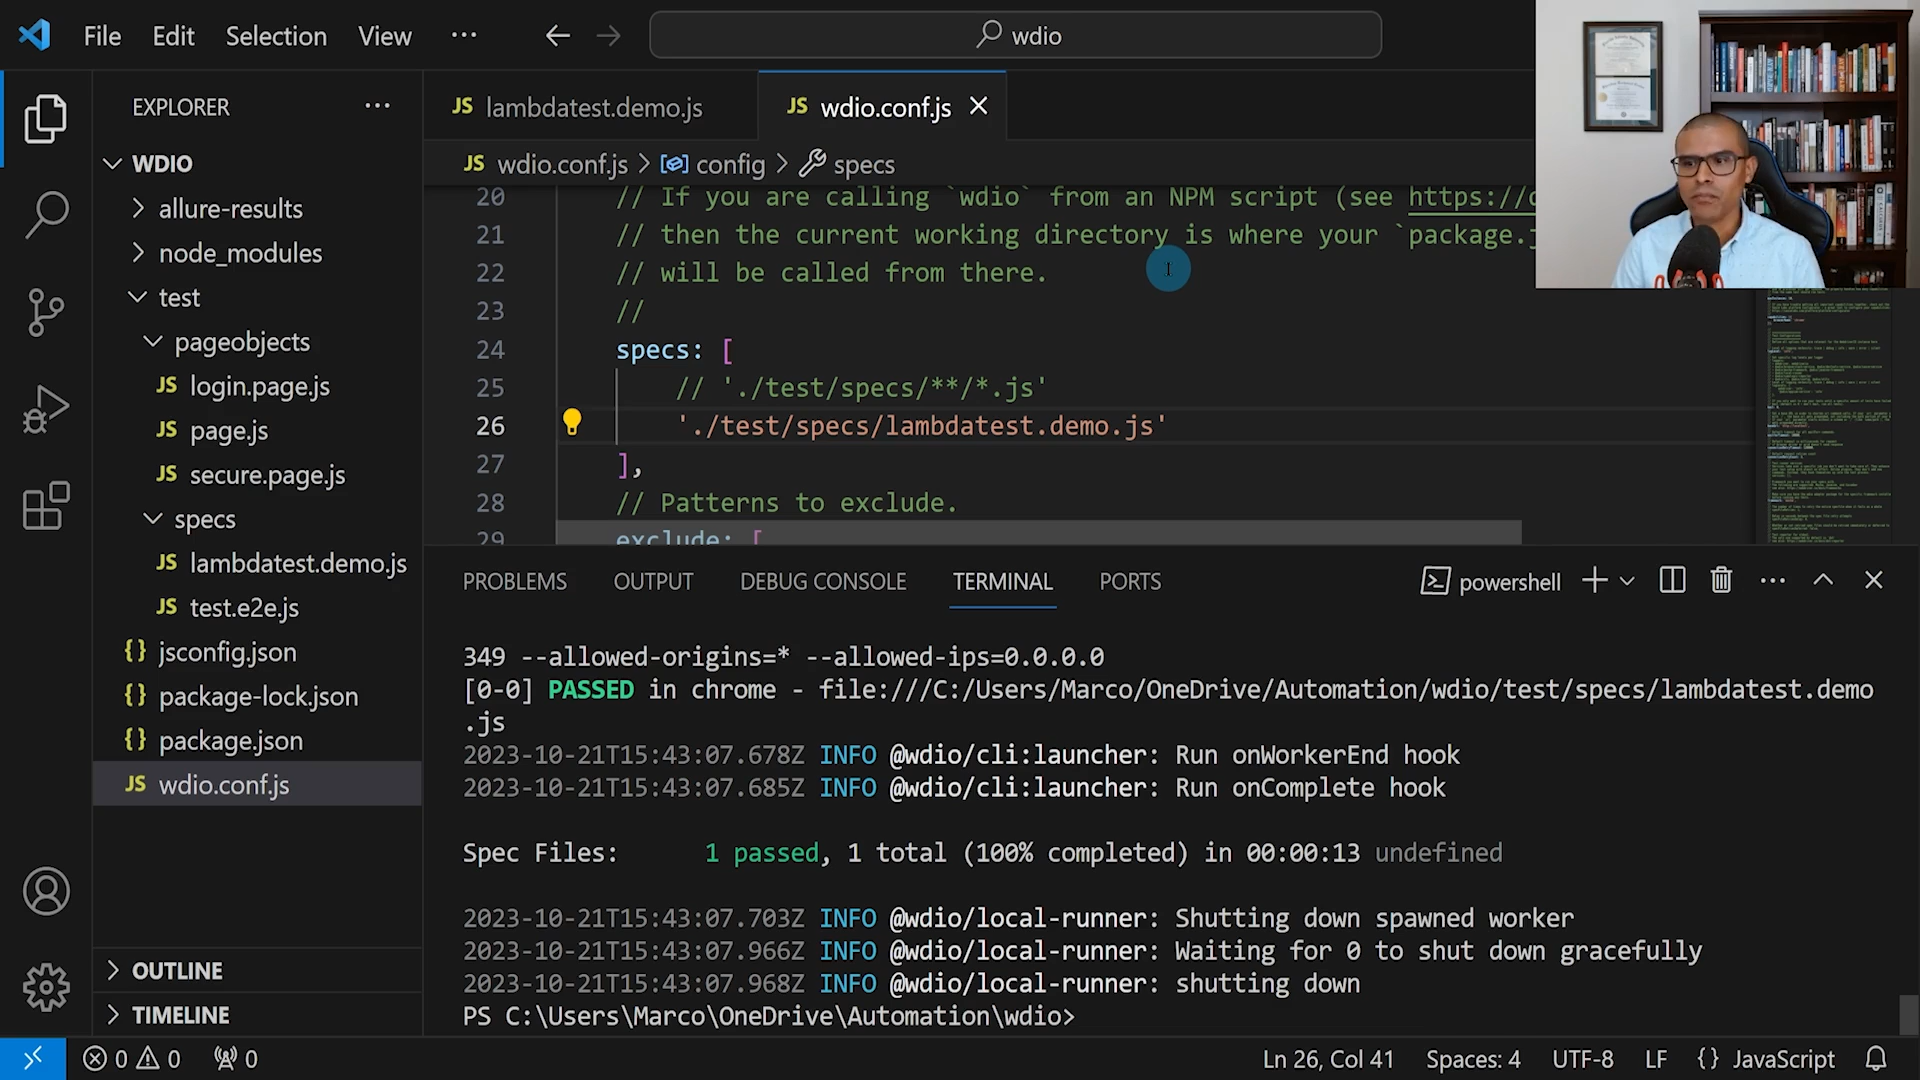 File Edit Selection View ··· wdio
EXPLORER ···
WDIO
allure-results
node_modules
test
pageobjects
JS login.page.js
JS page.js
JS secure.page.js
specs
JS lambdatest.demo.js
JS test.e2e.js
{} jsconfig.json
{} package-lock.json
{} package.json
JS wdio.conf.js
OUTLINE
TIMELINE
JS lambdatest.demo.js
JS wdio.conf.js
JS wdio.conf.js > config > specs
20 // If you are calling `wdio` from an NPM script (see https://
21 // then the current working directory is where your `package.
22 // will be called from there.
23 //
24 specs: [
25 // './test/specs/**/*.js'
26 './test/specs/lambdatest.demo.js'
27 ],
28 // Patterns to exclude.
29 exclude: [
PROBLEMS OUTPUT DEBUG CONSOLE TERMINAL PORTS powershell
349 --allowed-origins=* --allowed-ips=0.0.0.0
[0-0] PASSED in chrome - file:///C:/Users/Marco/OneDrive/Automation/wdio/test/specs/lambdatest.demo
.js
2023-10-21T15:43:07.678Z INFO @wdio/cli:launcher: Run onWorkerEnd hook
2023-10-21T15:43:07.685Z INFO @wdio/cli:launcher: Run onComplete hook
Spec Files: 1 passed, 1 total (100% completed) in 00:00:13 undefined
2023-10-21T15:43:07.703Z INFO @wdio/local-runner: Shutting down spawned worker
2023-10-21T15:43:07.966Z INFO @wdio/local-runner: Waiting for 0 to shut down gracefully
2023-10-21T15:43:07.968Z INFO @wdio/local-runner: shutting down
PS C:\Users\Marco\OneDrive\Automation\wdio>
0 0 0 Ln 26, Col 41 Spaces: 4 UTF-8 LF {} JavaScript